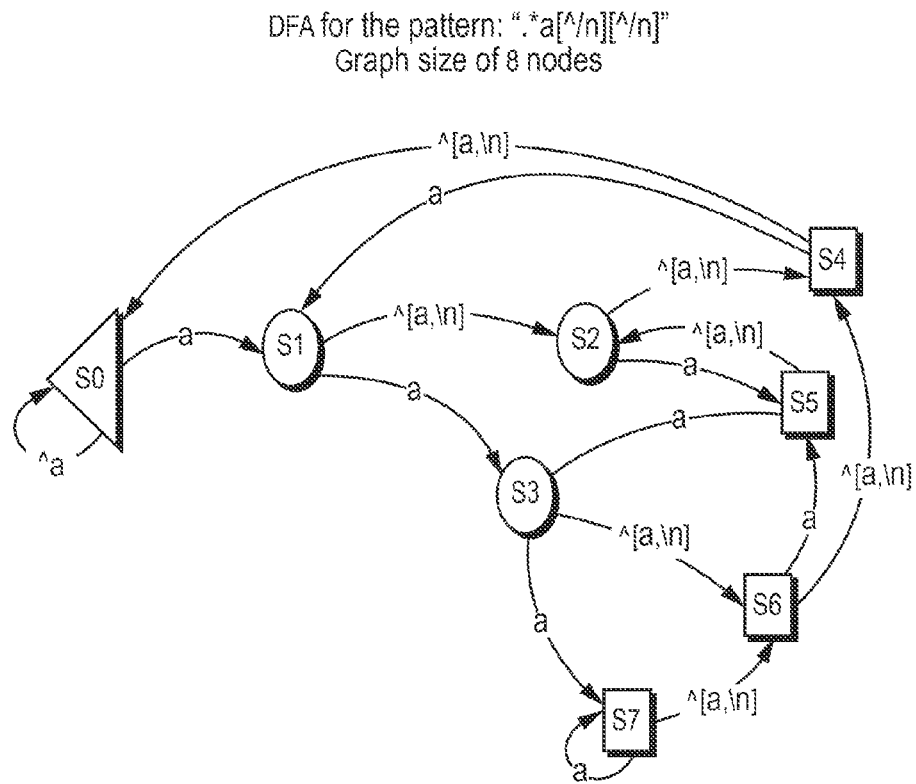 DFA for the pattern: ".*a[^/n][^/n]"
Graph size of 8 nodes
^[a,\n]
a
S4
^[a,\n]
^[a,\n]
a
S1
S2
^[a,\n]
S0
a
S5
^a
a
a
S3
^[a,\n]
^[a,\n]
a
S6
a
S7
^[a,\n]
a